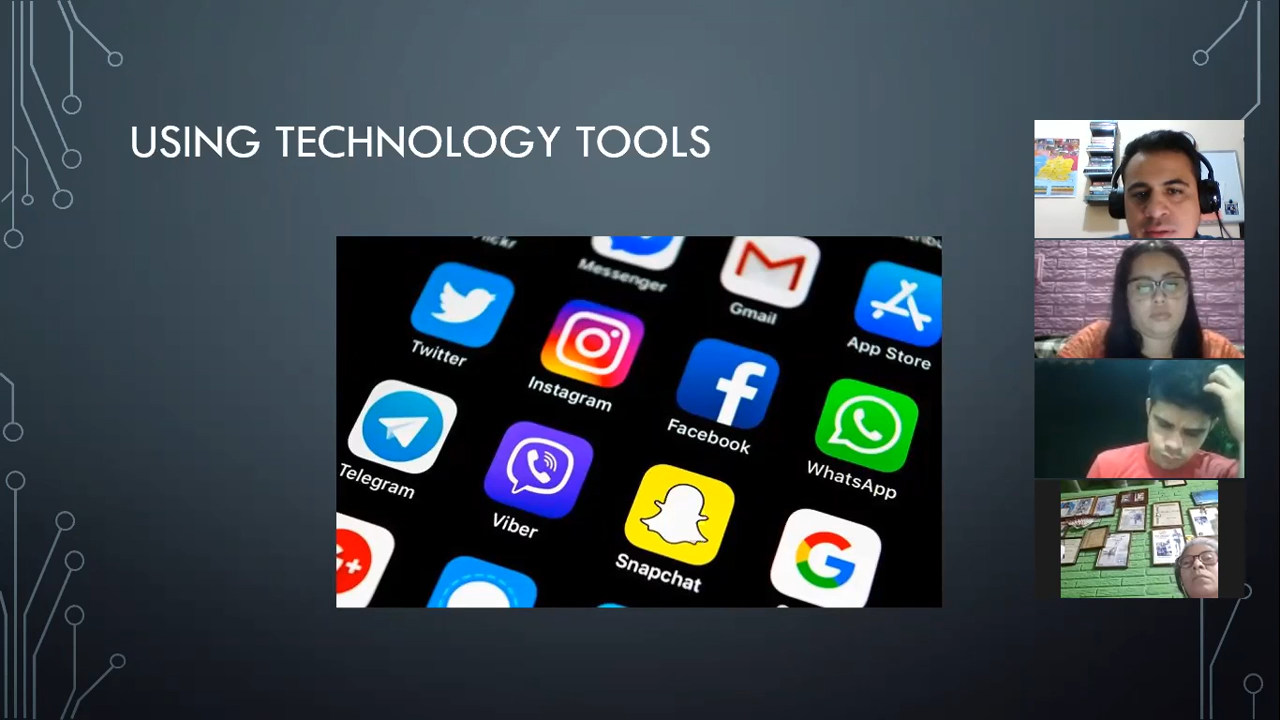 USING TECHNOLOGY TOOLS
Messenger
Gmail
App Store
Twitter
Instagram
Facebook
WhatsApp
Telegram
Viber
Snapchat
G+